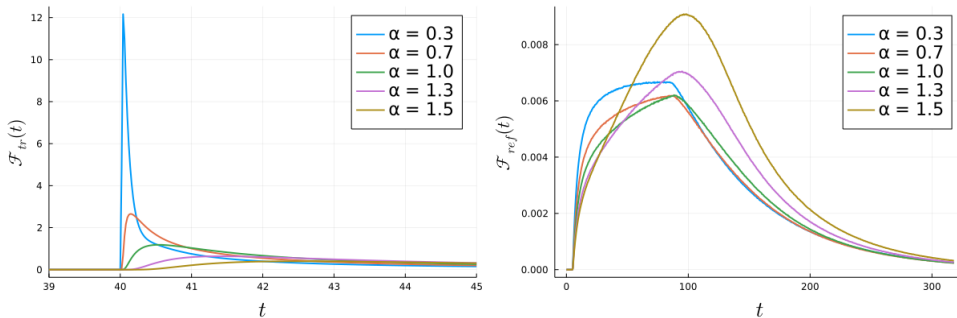 12
10
8
6
4
2
0
39
40
41
42
43
44
45
ℱ_tr(t)
t
α = 0.3
α = 0.7
α = 1.0
α = 1.3
α = 1.5
0.008
0.006
0.004
0.002
0.000
0
100
200
300
ℱ_ref(t)
t
α = 0.3
α = 0.7
α = 1.0
α = 1.3
α = 1.5